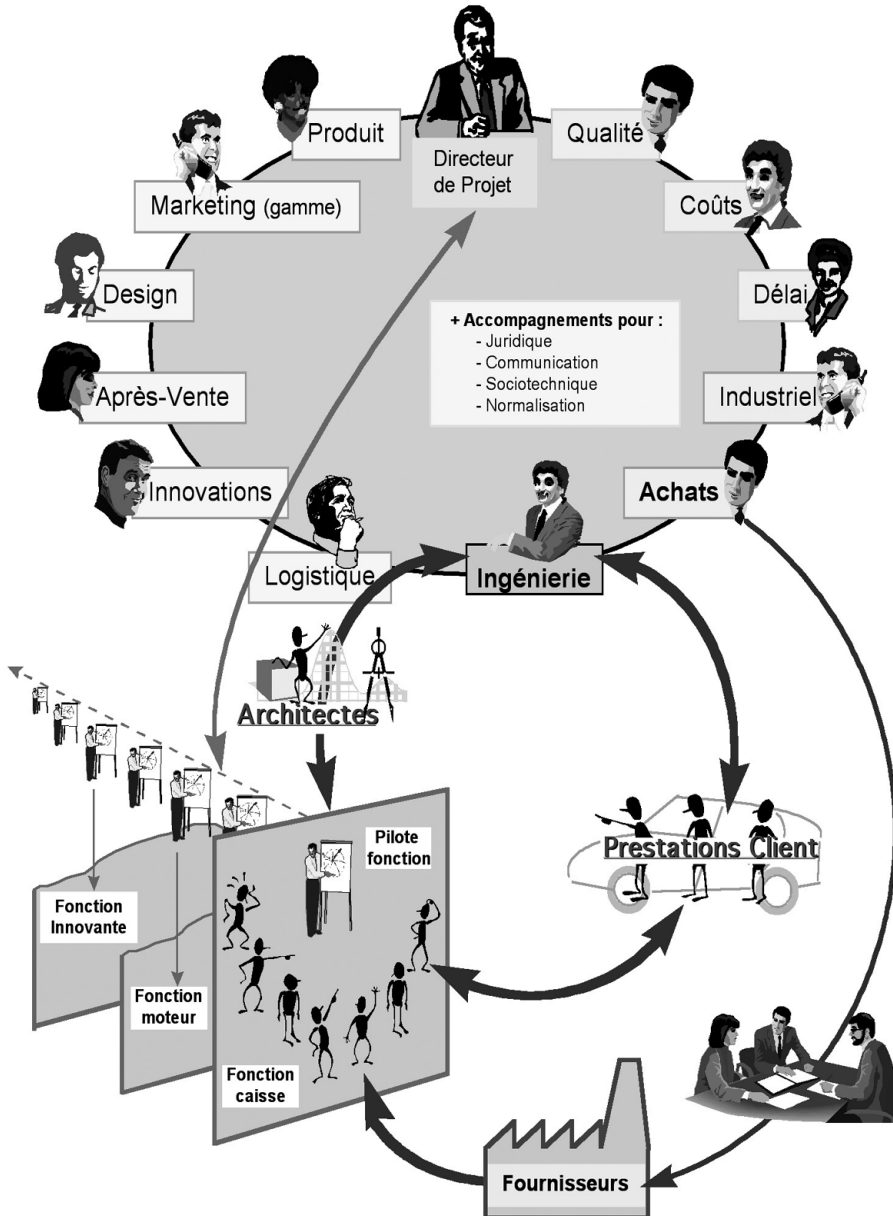 Produit
Directeur
de Projet
Qualité
Marketing (gamme)
Coûts
Design
Délai
+ Accompagnements pour :
- Juridique
- Communication
- Sociotechnique
- Normalisation
Après-Vente
Industriel
Innovations
Achats
Logistique
Ingénierie
Architectes
Pilote
fonction
Prestations Client
Fonction
Innovante
Fonction
moteur
Fonction
caisse
Fournisseurs